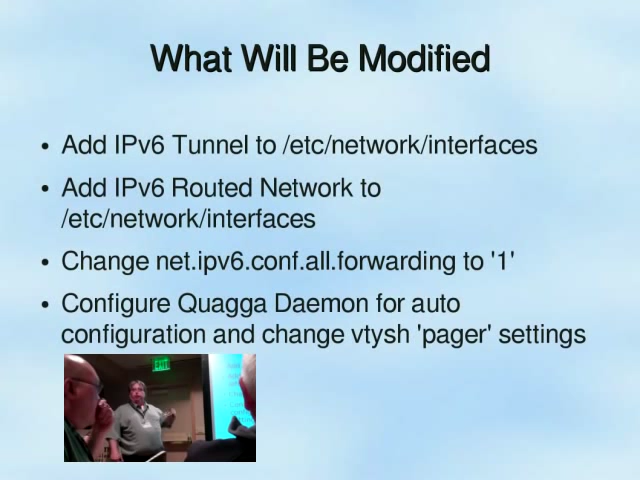 What Will Be Modified
• Add IPv6 Tunnel to /etc/network/interfaces
• Add IPv6 Routed Network to
/etc/network/interfaces
• Change net.ipv6.conf.all.forwarding to '1'
• Configure Quagga Daemon for auto
configuration and change vtysh 'pager' settings
EXIT